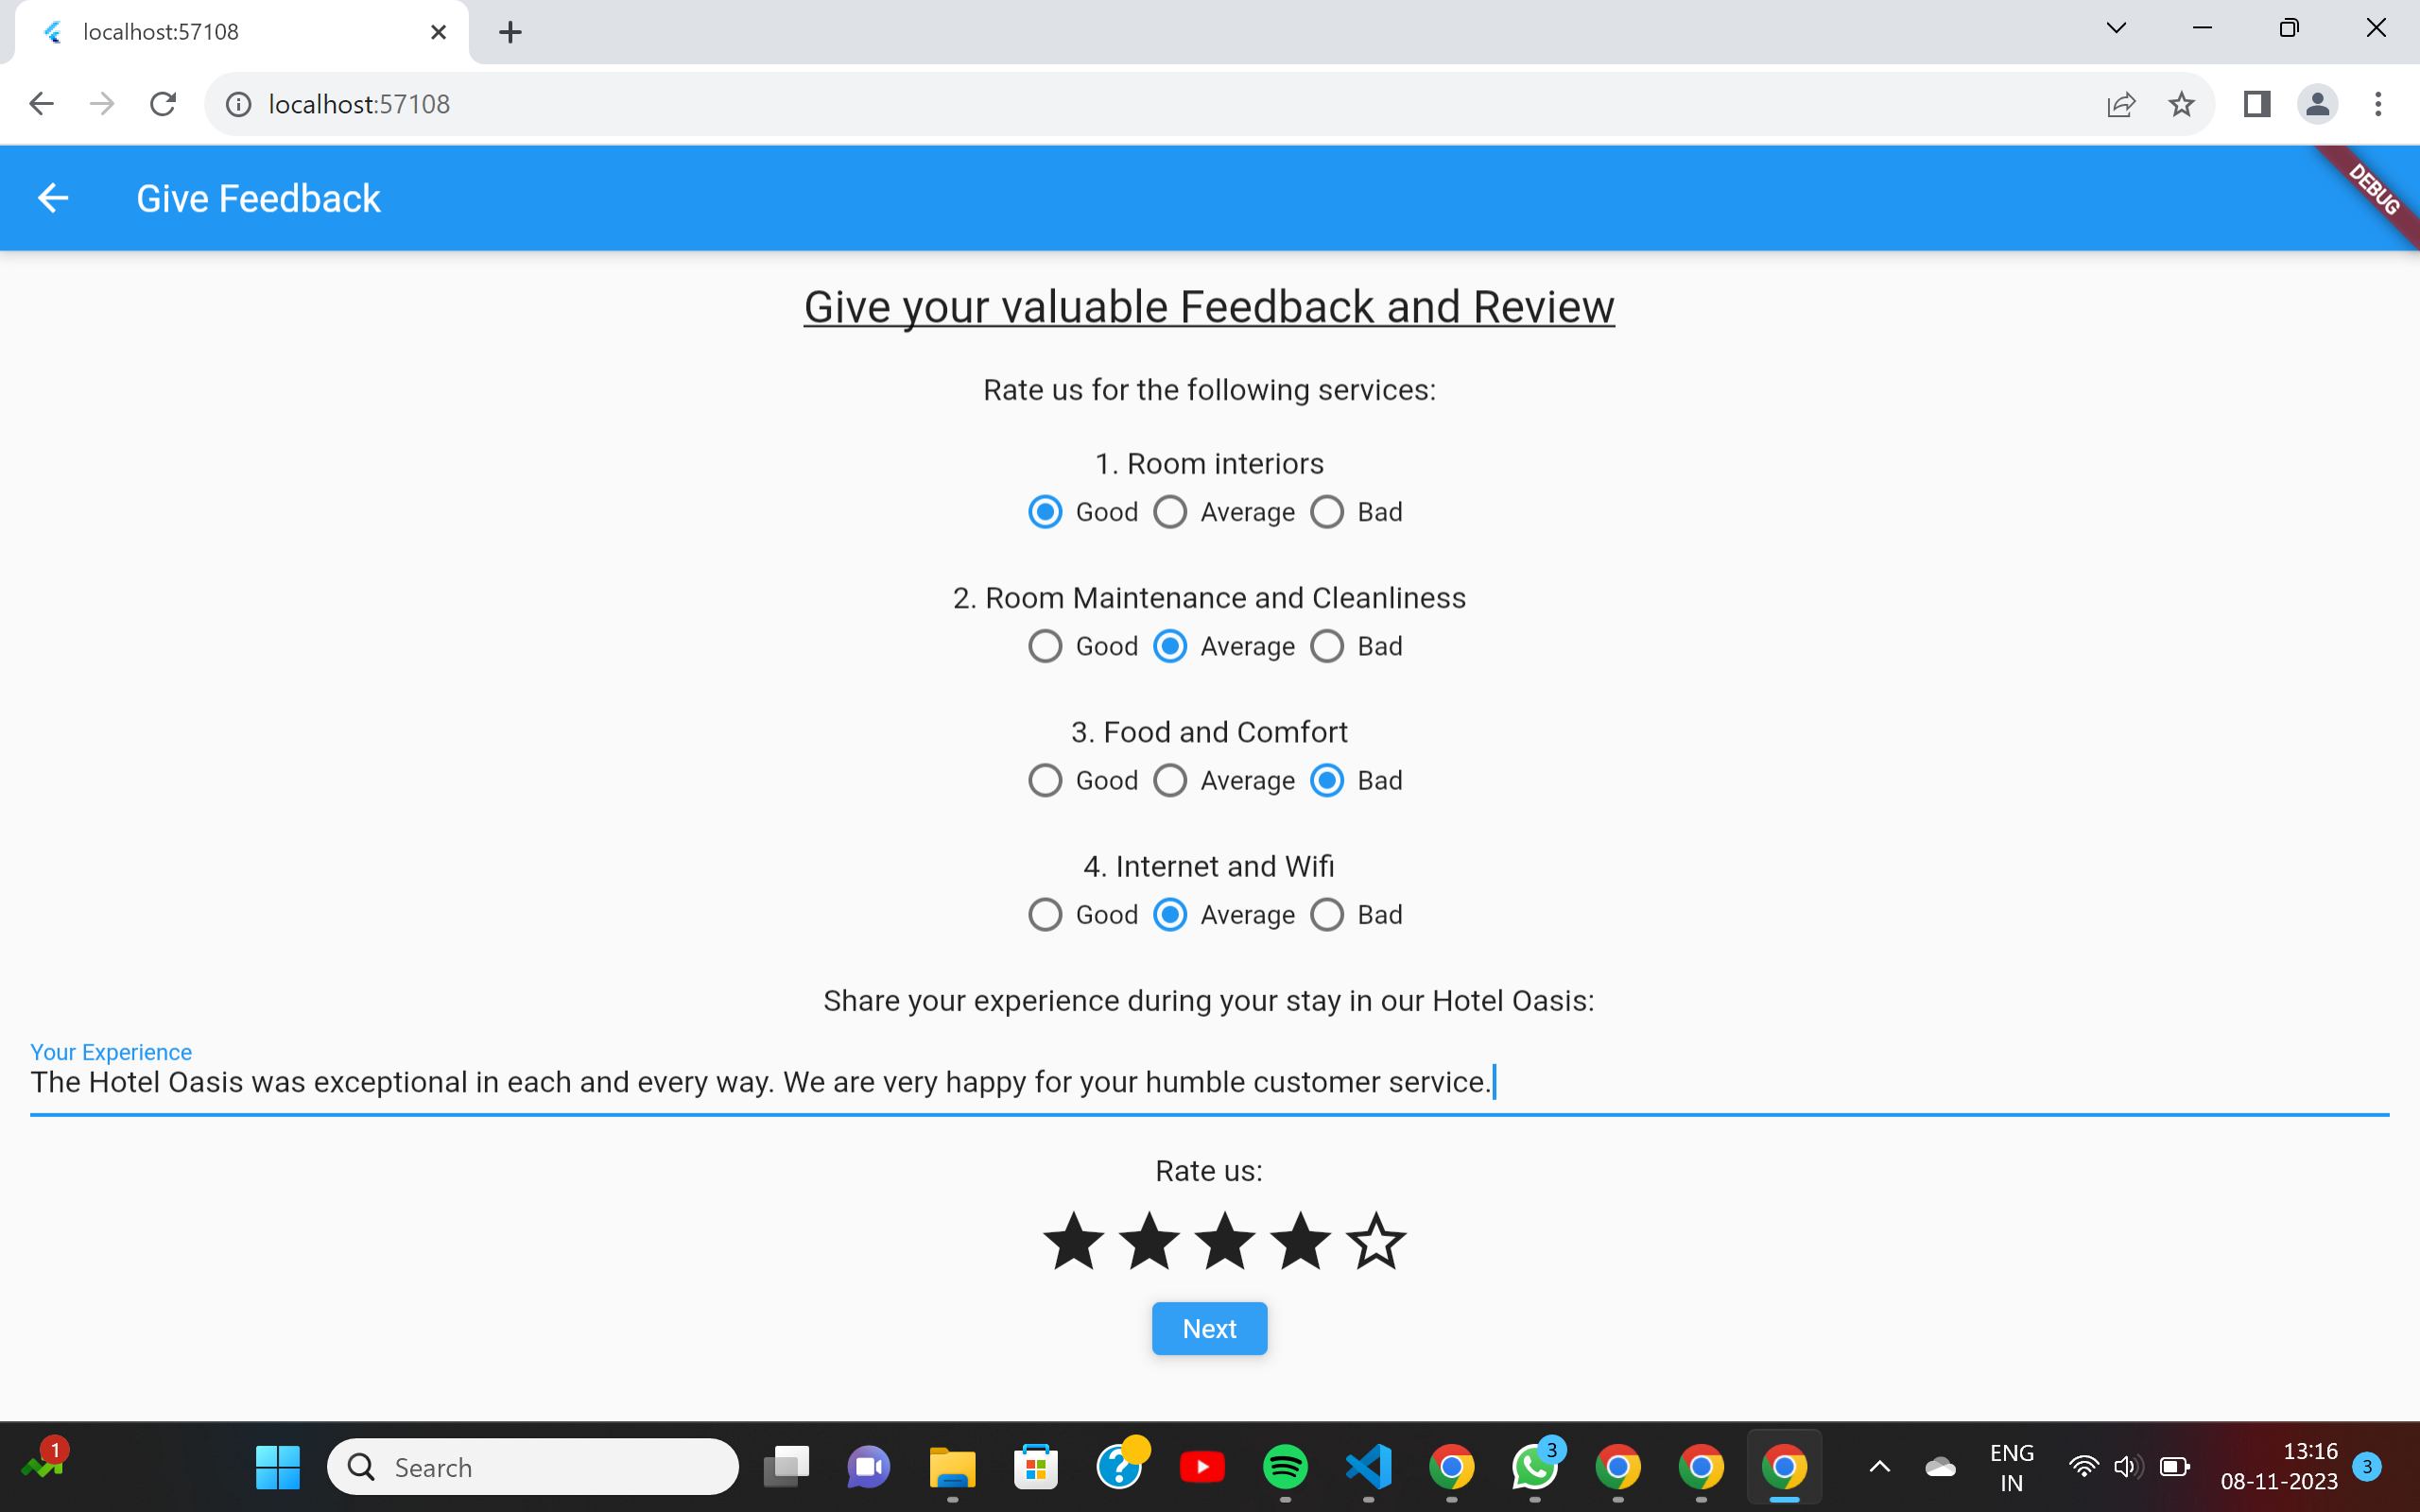 localhost:57108
localhost:57108
Give Feedback
DEBUG
Give your valuable Feedback and Review
Rate us for the following services:
1. Room interiors
Good Average Bad
2. Room Maintenance and Cleanliness
Good Average Bad
3. Food and Comfort
Good Average Bad
4. Internet and Wifi
Good Average Bad
Share your experience during your stay in our Hotel Oasis:
Your Experience
The Hotel Oasis was exceptional in each and every way. We are very happy for your humble customer service.
Rate us:
Next
1
Search
3
ENG
IN
13:16
08-11-2023
3